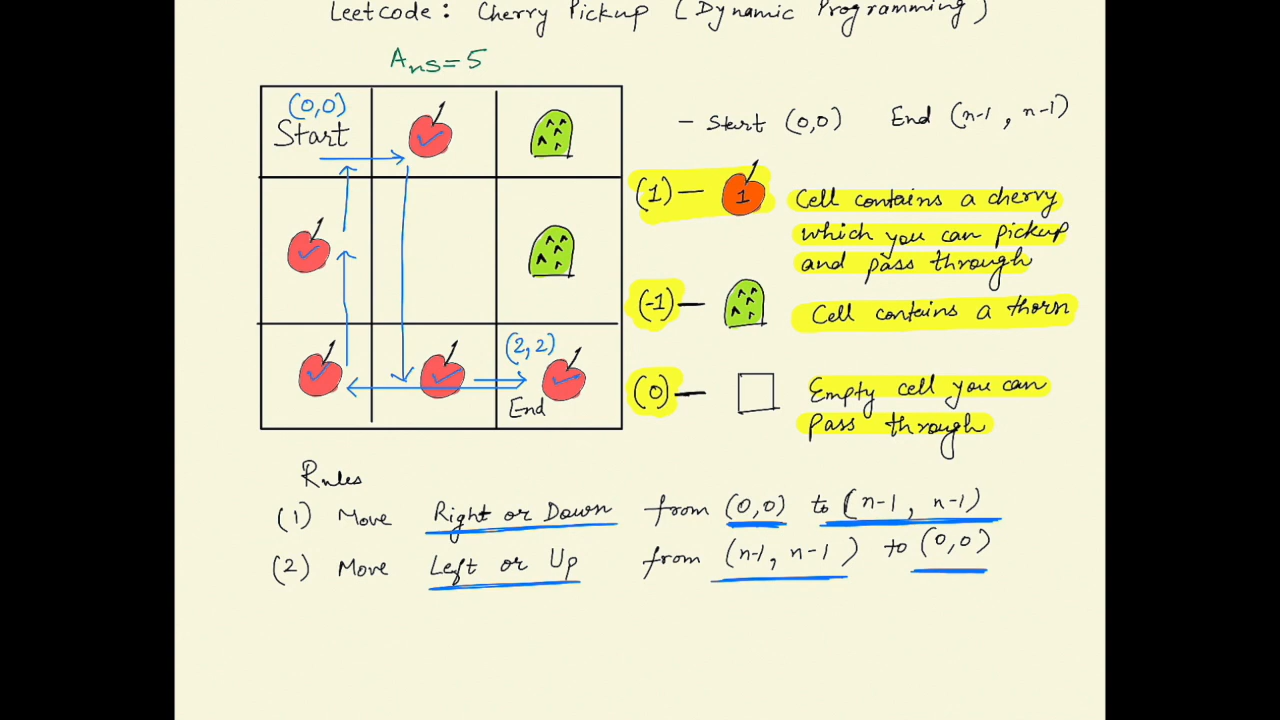 Leetcode: Cherry Pickup (Dynamic Programming)
Ans=5
(0,0)
Start
- Start (0,0) End (n-1, n-1)
(1)- 1 Cell contains a cherry
which you can pickup
and pass through
(-1)- Cell contains a thorn
(2,2)
End
(0)- Empty cell you can
pass through
Rules
(1) Move Right or Down from (0,0) to (n-1, n-1)
(2) Move Left or Up from (n-1, n-1) to (0,0)